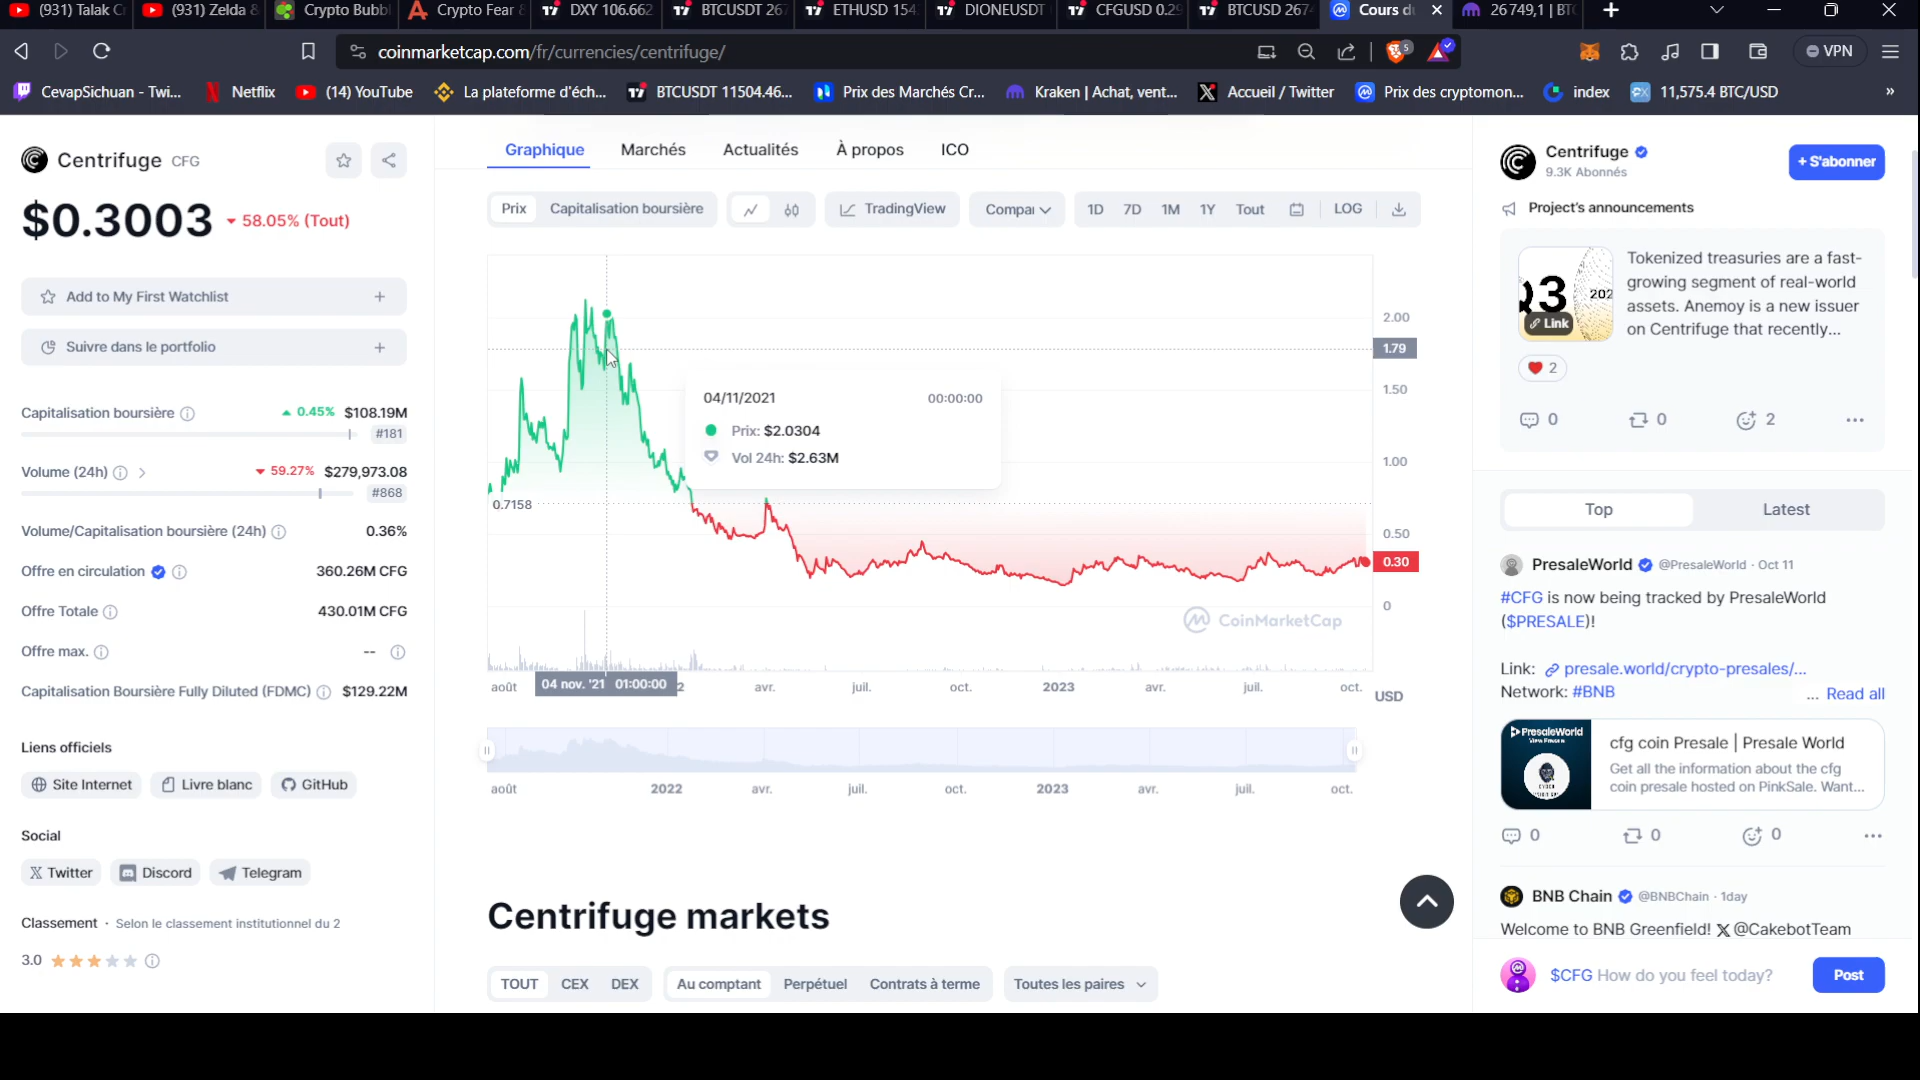 (931) Talak Cr
(931) Zelda &
Crypto Bubbl
Crypto Fear &
DXY 106.662
BTCUSDT 267
ETHUSD 154
DIONEUSDT
CFGUSD 0.29
BTCUSD 2674
Cours du
26 749,1 | BTC
coinmarketcap.com/fr/currencies/centrifuge/
5
VPN
CevapSichuan - Twi...
Netflix
(14) YouTube
La plateforme d'éch...
BTCUSDT 11504.46...
Prix des Marchés Cr...
Kraken | Achat, vent...
Accueil / Twitter
Prix des cryptomon...
index
11,575.4 BTC/USD
»
Centrifuge CFG
$0.3003 58.05% (Tout)
Add to My First Watchlist +
Suivre dans le portfolio +
Capitalisation boursière 0.45% $108.19M
#181
Volume (24h) 59.27% $279,973.08
#868
Volume/Capitalisation boursière (24h) 0.36%
Offre en circulation 360.26M CFG
Offre Totale 430.01M CFG
Offre max. --
Capitalisation Boursière Fully Diluted (FDMC) $129.22M
Liens officiels
Site Internet
Livre blanc
GitHub
Social
Twitter
Discord
Telegram
Classement · Selon le classement institutionnel du 2
3.0
Graphique
Marchés
Actualités
À propos
ICO
Prix
Capitalisation boursière
TradingView
Compar
1D
7D
1M
1Y
Tout
LOG
2.00
1.79
1.50
1.00
0.50
0.30
0
0.7158
04/11/2021 00:00:00
Prix: $2.0304
Vol 24h: $2.63M
CoinMarketCap
août
04 nov. '21 01:00:00
2
avr.
juil.
oct.
2023
avr.
juil.
oct.
USD
août
2022
avr.
juil.
oct.
2023
avr.
juil.
oct.
Centrifuge markets
TOUT
CEX
DEX
Au comptant
Perpétuel
Contrats à terme
Toutes les paires
Centrifuge
9.3K Abonnés
+ S'abonner
Project's announcements
Q3
202
Link
Tokenized treasuries are a fast-
growing segment of real-world
assets. Anemoy is a new issuer
on Centrifuge that recently...
2
0
0
2
Top
Latest
PresaleWorld @PresaleWorld · Oct 11
#CFG is now being tracked by PresaleWorld
($PRESALE)!
Link: presale.world/crypto-presales/...
Network: #BNB ... Read all
PresaleWorld
cfg coin Presale | Presale World
Get all the information about the cfg
coin presale hosted on PinkSale. Want...
0
0
0
BNB Chain @BNBChain · 1day
Welcome to BNB Greenfield! @CakebotTeam
$CFG How do you feel today?
Post